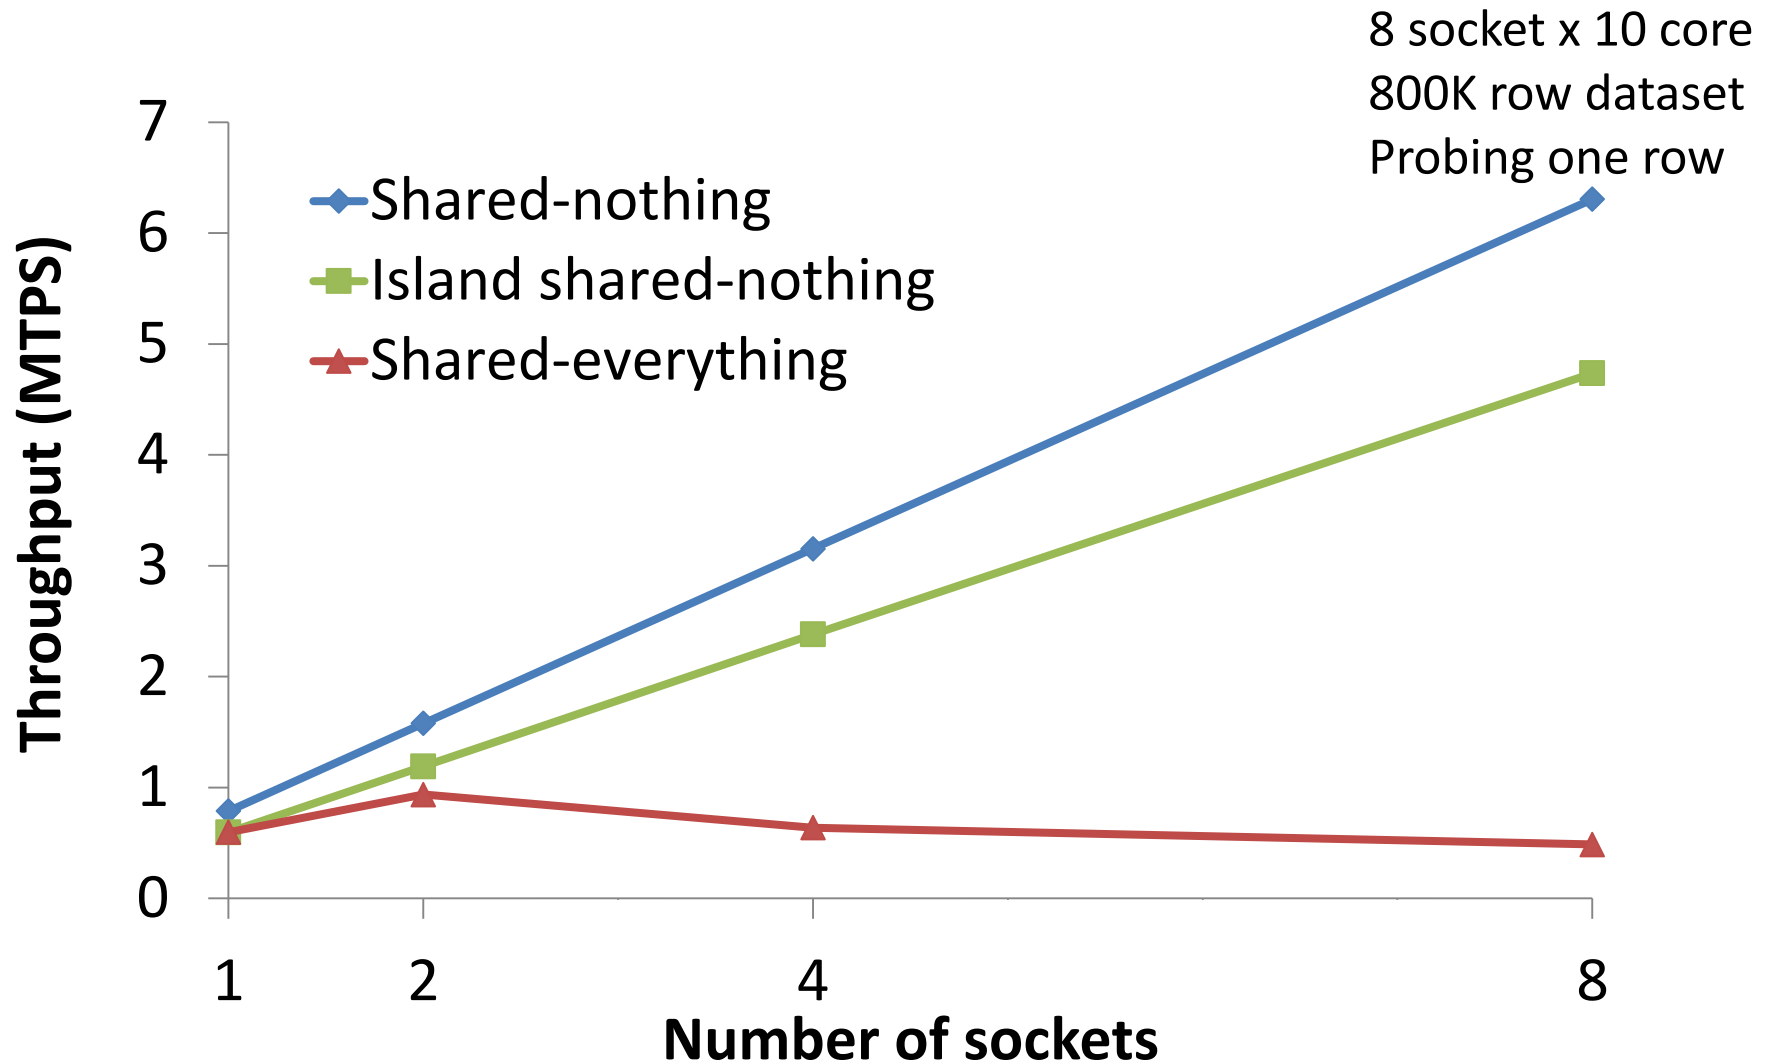 8 socket x 10 core
800K row dataset
Probing one row
7
6
5
4
3
2
1
0
Throughput (MTPS)
Shared-nothing
Island shared-nothing
Shared-everything
1 2 4 8
Number of sockets